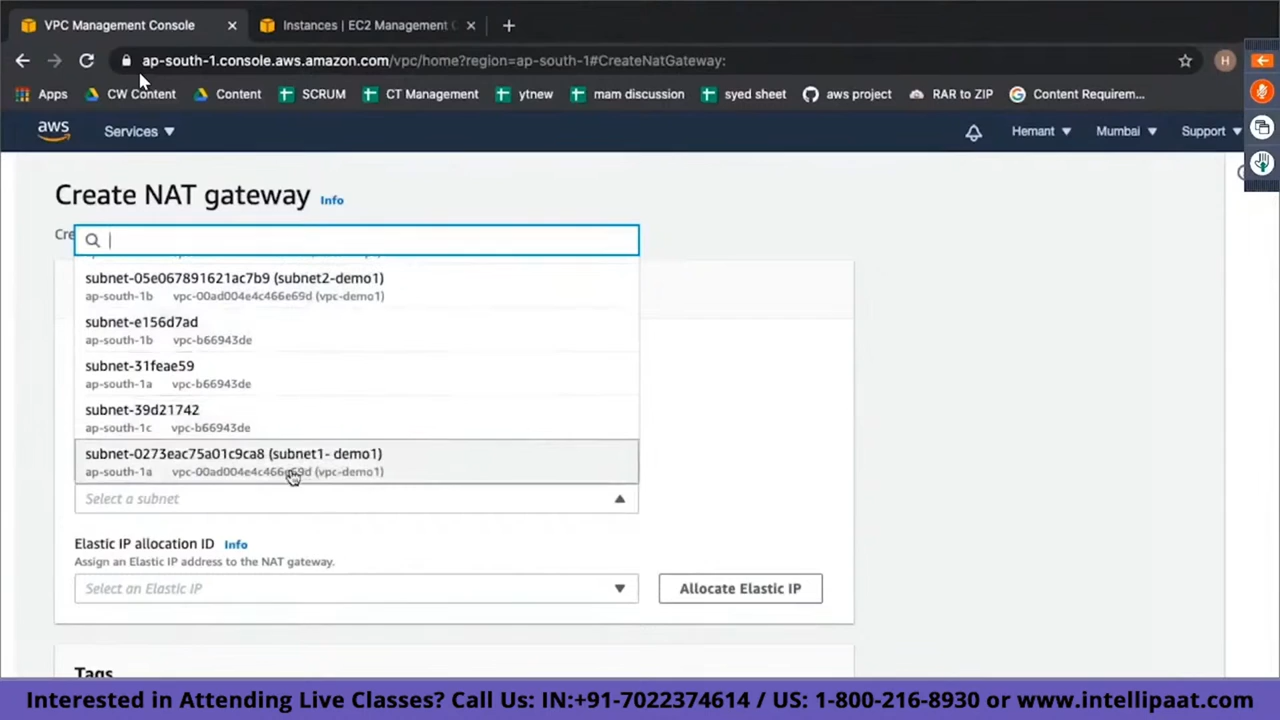 VPC Management Console
Instances | EC2 Management
ap-south-1.console.aws.amazon.com/vpc/home?region=ap-south-1#CreateNatGateway:
H
Apps CW Content Content SCRUM CT Management ytnew mam discussion syed sheet aws project RAR to ZIP Content Requirem...
aws Services Hemant Mumbai Support
Create NAT gateway Info
Cre
subnet-05e067891621ac7b9 (subnet2-demo1)
ap-south-1b vpc-00ad004e4c466e69d (vpc-demo1)
subnet-e156d7ad
ap-south-1b vpc-b66943de
subnet-31feae59
ap-south-1a vpc-b66943de
subnet-39d21742
ap-south-1c vpc-b66943de
subnet-0273eac75a01c9ca8 (subnet1- demo1)
ap-south-1a vpc-00ad004e4c466e69d (vpc-demo1)
Select a subnet
Elastic IP allocation ID Info
Assign an Elastic IP address to the NAT gateway.
Select an Elastic IP
Allocate Elastic IP
Tags
Interested in Attending Live Classes? Call Us: IN:+91-7022374614 / US: 1-800-216-8930 or www.intellipaat.com